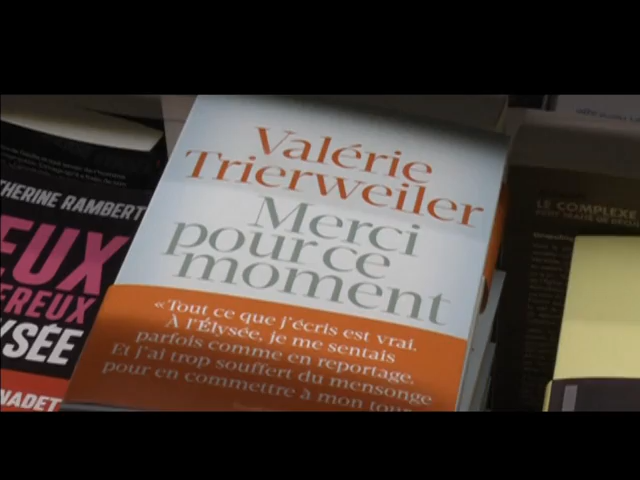 Valérie
Trierweiler
Merci
pour ce
moment
« Tout ce que j'écris est vrai.
À l'Élysée, je me sentais
parfois comme en reportage.
Et j'ai trop souffert du mensonge
pour en commettre à mon tour
THERINE RAMBERT
EUX
EREUX
YSÉE
NADET
LE COMPLEXE